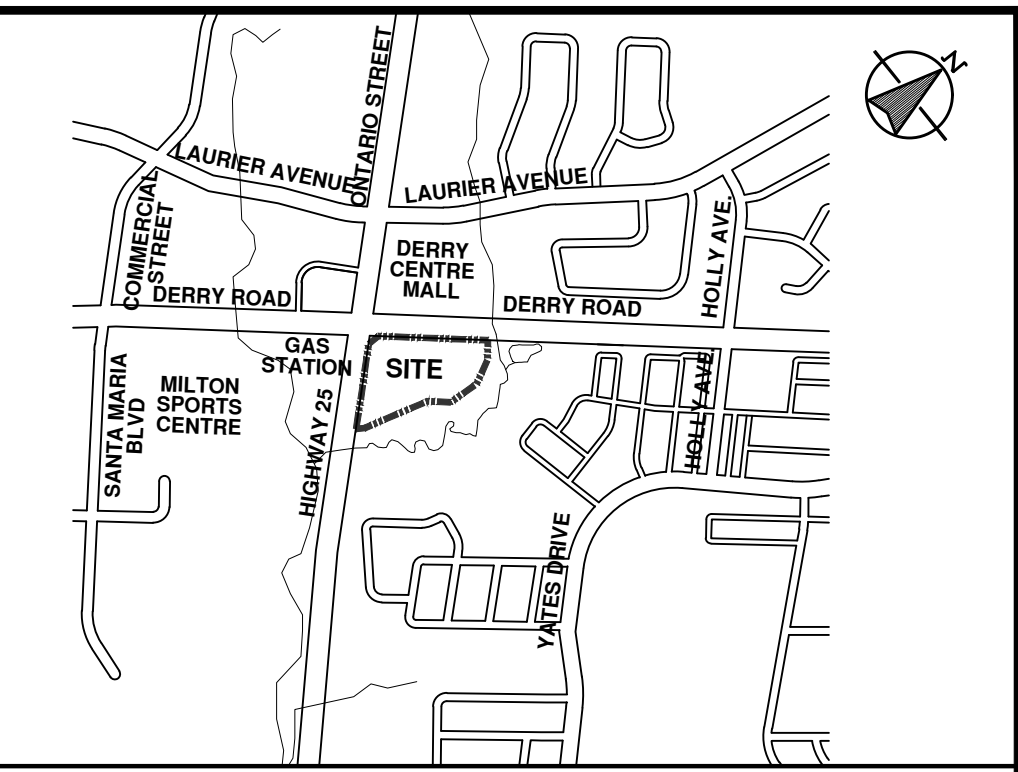 N
ONTARIO STREET
LAURIER AVENUE
LAURIER AVENUE
COMMERCIAL
STREET
HOLLY AVE.
DERRY
CENTRE
MALL
DERRY ROAD
DERRY ROAD
GAS
STATION
SITE
HOLLY AVE.
SANTA MARIA
BLVD
MILTON
SPORTS
CENTRE
HIGHWAY 25
YATES DRIVE